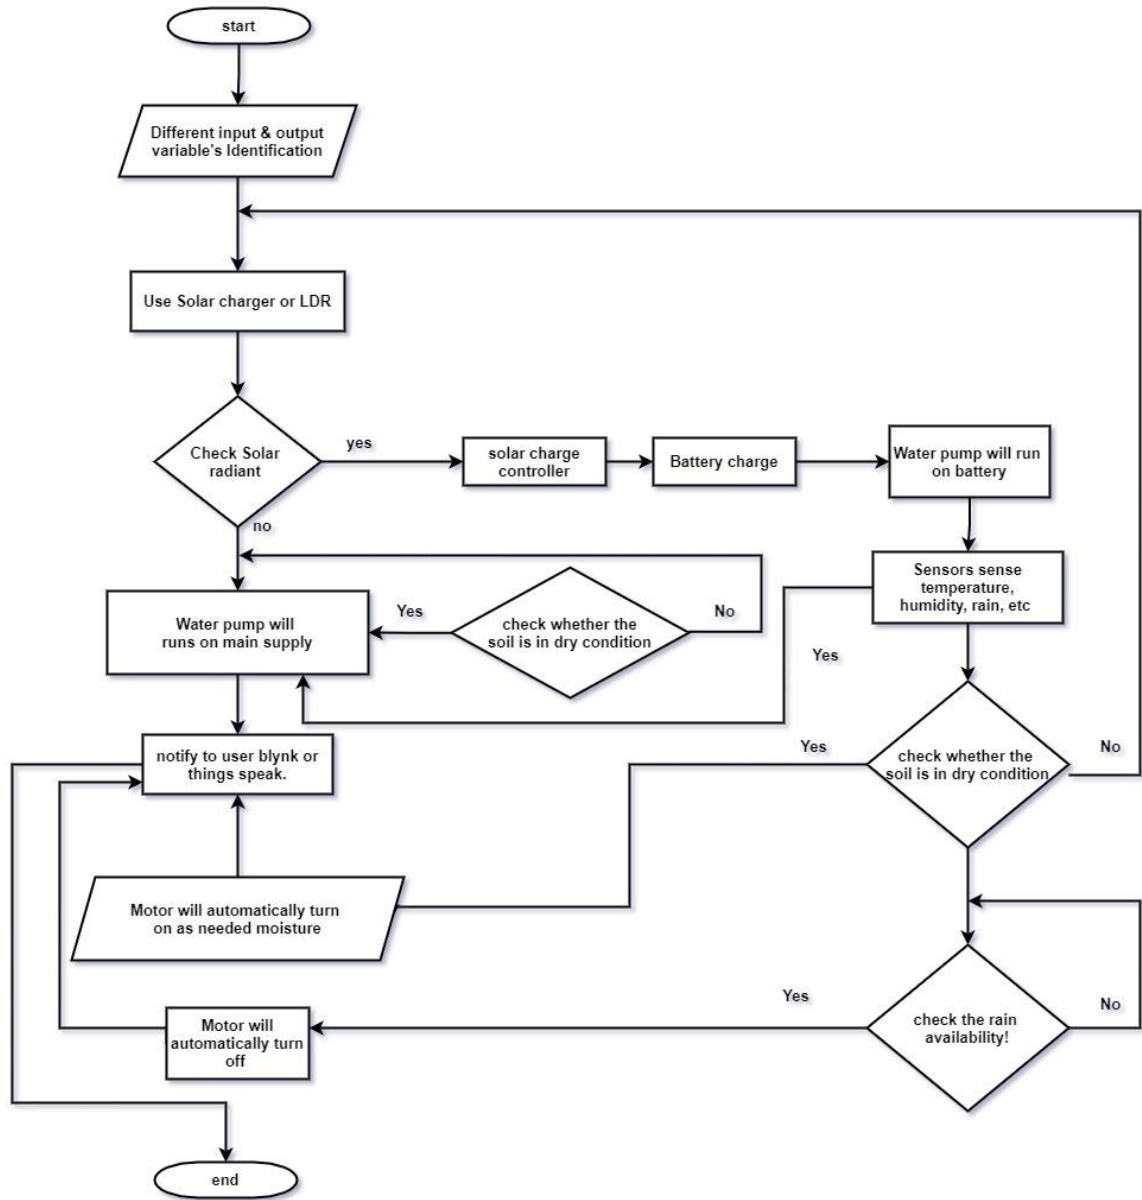 start
Different input & output
variable's Identification
Use Solar charger or LDR
Check Solar
radiant
yes
solar charge
controller
Battery charge
Water pump will run
on battery
no
Sensors sense
temperature,
humidity, rain, etc
Water pump will
runs on main supply
Yes
check whether the
soil is in dry condition
No
Yes
notify to user blynk or
things speak.
Yes
check whether the
soil is in dry condition
No
Motor will automatically turn
on as needed moisture
Yes
check the rain
availability!
No
Motor will
automatically turn
off
end